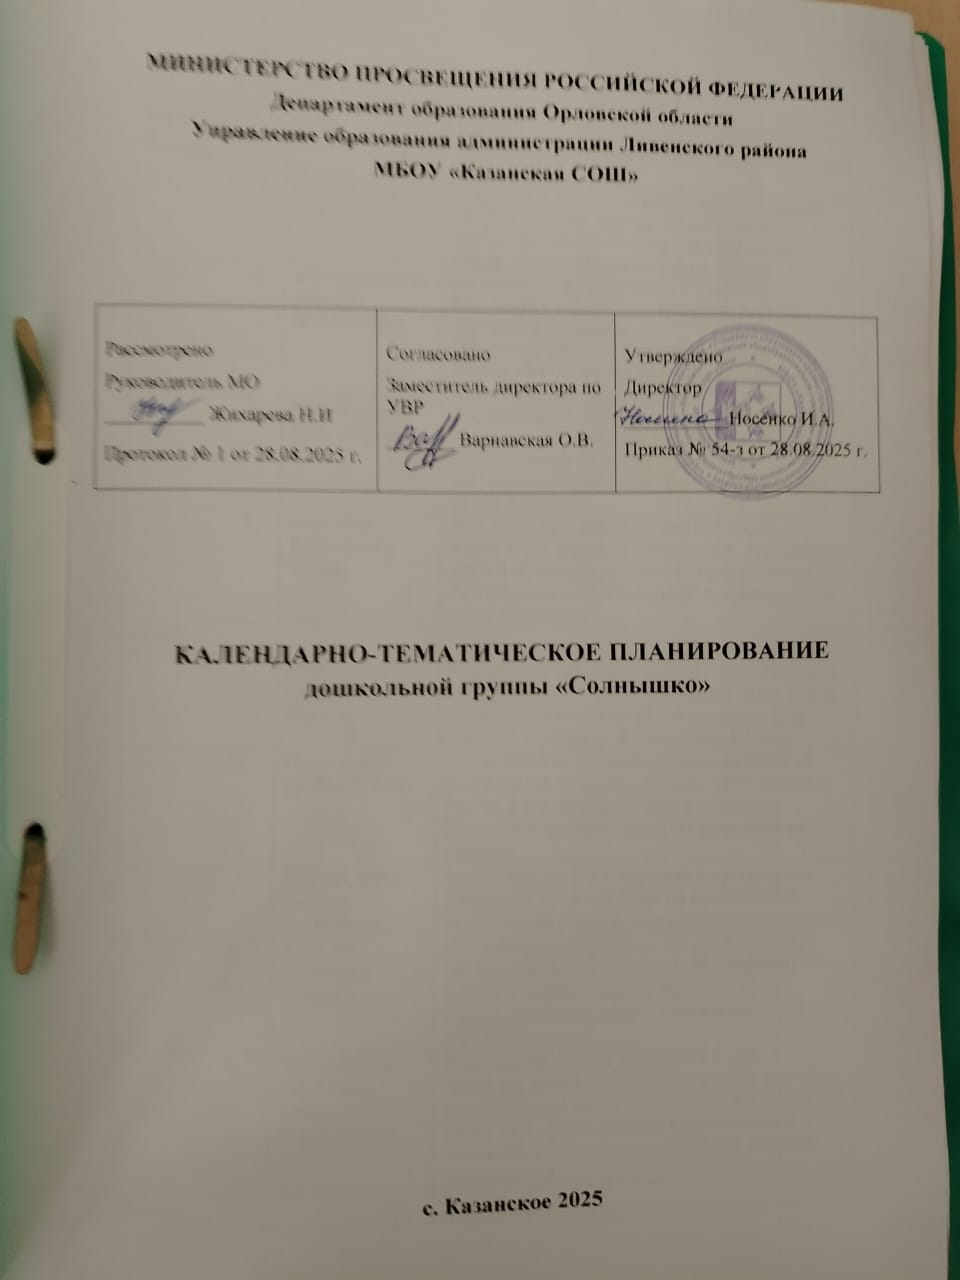 МИНИСТЕРСТВО ПРОСВЕЩЕНИЯ РОССИЙСКОЙ ФЕДЕРАЦИИ
Департамент образования Орловской области
Управление образования администрации Ливенского района
МБОУ «Казанская СОШ»
Рассмотрено
Руководитель МО
Жихарева Н.И
Протокол № 1 от 28.08.2025 г.
Согласовано
Заместитель директора по
УВР
Варнавская О.В.
Утверждено
Директор
Носенко И.А.
Приказ № 54-з от 28.08.2025 г.
КАЛЕНДАРНО-ТЕМАТИЧЕСКОЕ ПЛАНИРОВАНИЕ
дошкольной группы «Солнышко»
с. Казанское 2025